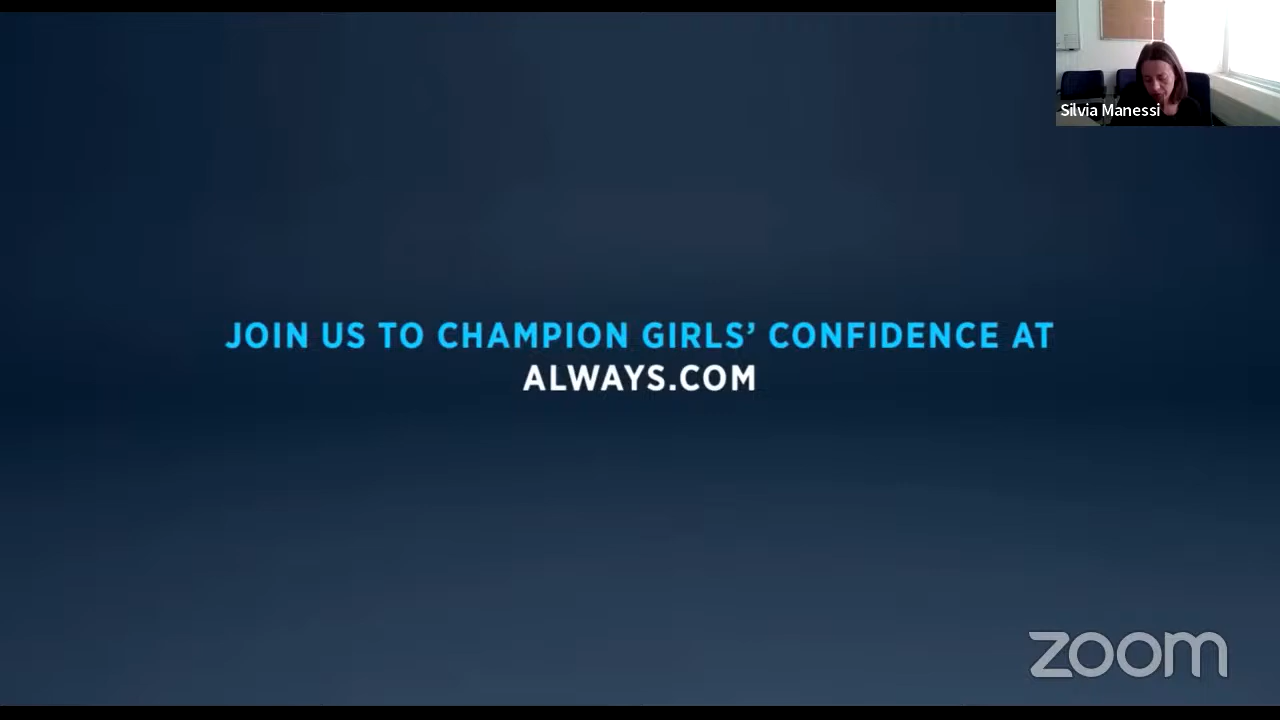 Silvia Manessi
JOIN US TO CHAMPION GIRLS’ CONFIDENCE AT
ALWAYS.COM
zoom